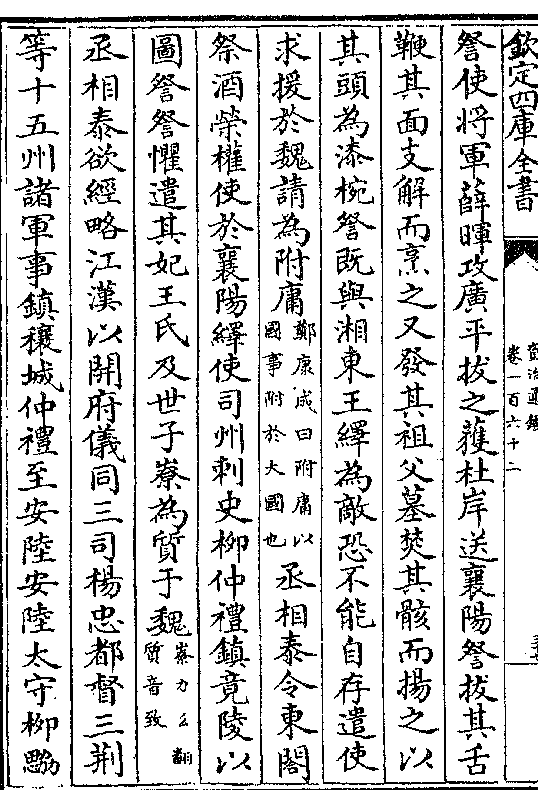 欽定四庫全書
資治通鑑
卷一百六十二
詧使將軍薛暉攻廣平拔之獲杜岸送襄陽詧拔其舌
鞭其面支解而烹之又發其祖父墓焚其骸而揚之以
其頭為漆椀詧既與湘東王繹為敵恐不能自存遣使
求援於魏請為附庸鄭康成曰附庸以國事附於大國也丞相泰令東閤
祭酒榮權使於襄陽繹使司州刺史柳仲禮鎮竟陵以
圖詧詧懼遣其妃王氏及世子嶚為質于魏嶚力幺翻質音致
丞相泰欲經略江漢以開府儀同三司楊忠都督三荆
等十五州諸軍事鎮穰城仲禮至安陸安陸太守柳勰